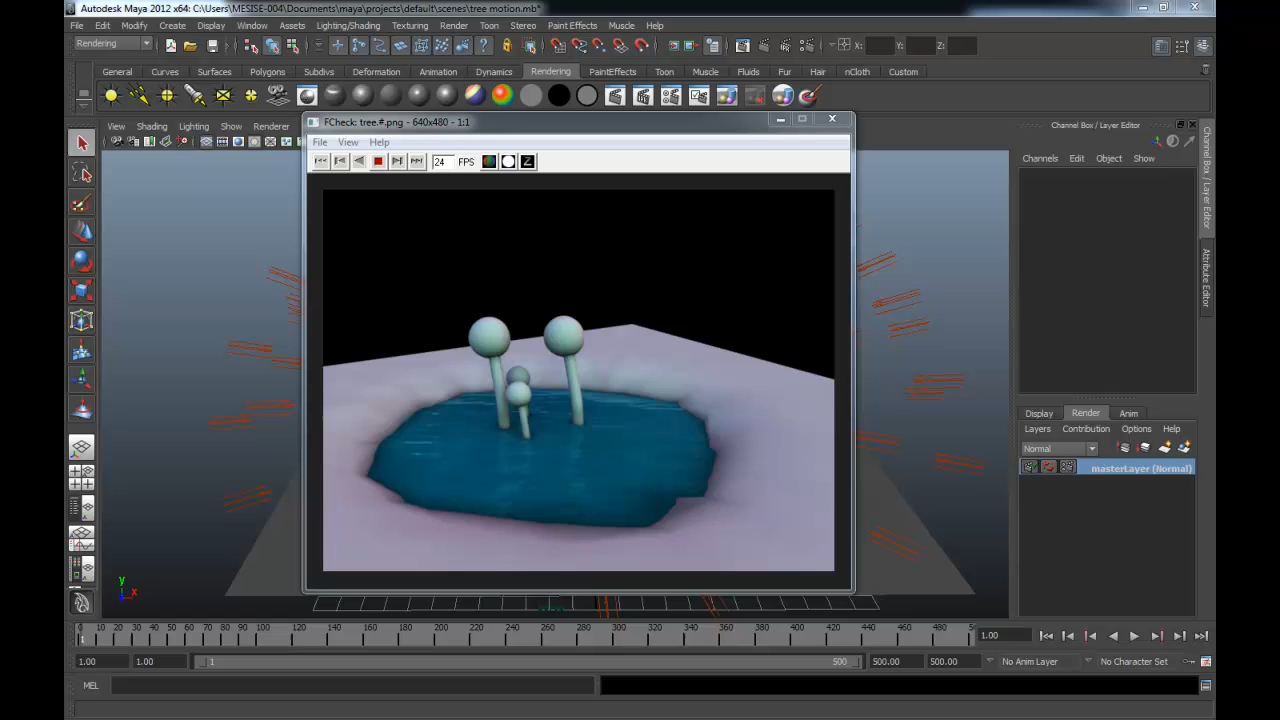 Autodesk Maya 2012 x64: C:\Users\MESISE-004\Documents\maya\projects\default\scenes\tree motion.mb*
File Edit Modify Create Display Window Assets Lighting/Shading Texturing Render Toon Stereo Paint Effects Muscle Help
Rendering X: Y: Z:
General Curves Surfaces Polygons Subdivs Deformation Animation Dynamics Rendering PaintEffects Toon Muscle Fluids Fur Hair nCloth Custom
View Shading Lighting Show Renderer
FCheck: tree.#.png - 640x480 - 1:1
File View Help
24 FPS
Z
Channel Box / Layer Editor
Channels Edit Object Show
Channel Box / Layer Editor
Attribute Editor
Display Render Anim
Layers Contribution Options Help
Normal
masterLayer (Normal)
y
x
0 10 20 30 40 50 60 70 80 90 100 120 140 160 180 200 220 240 260 280 300 320 340 360 380 400 420 440 460 480
1
1.00
1.00 1.00 1 500 500.00 500.00 No Anim Layer No Character Set
MEL